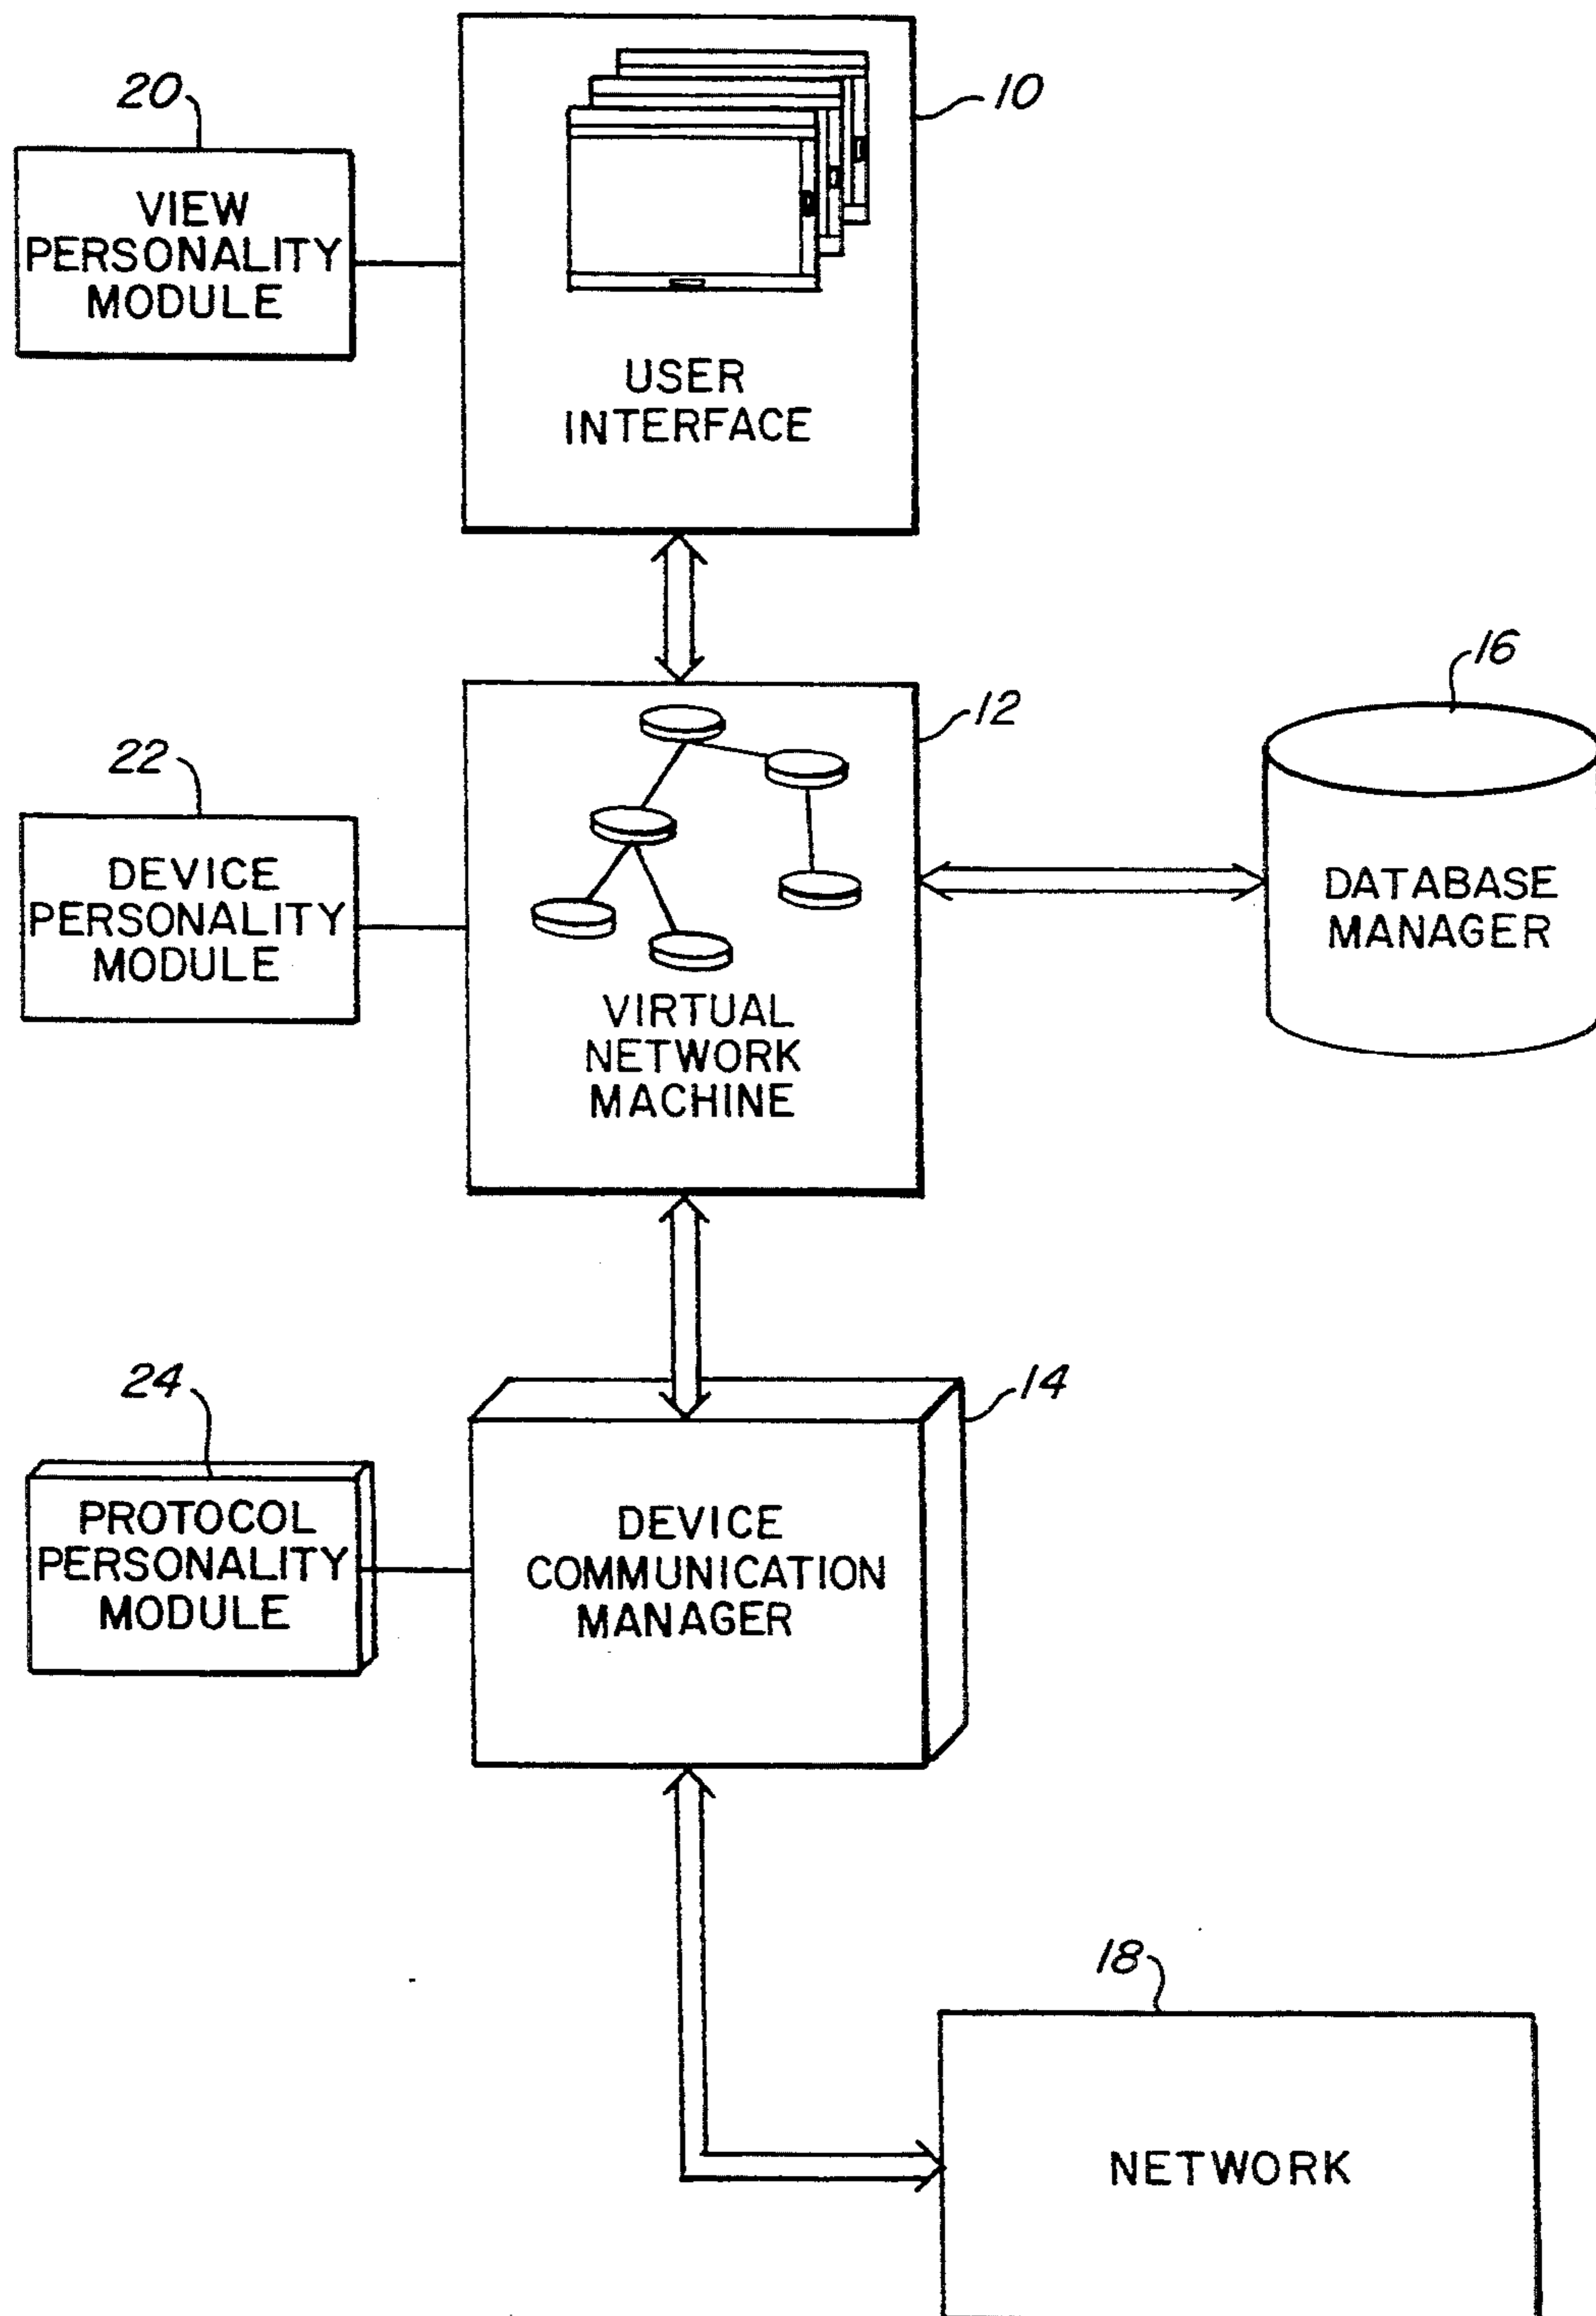 20
VIEW
PERSONALITY
MODULE
10
USER
INTERFACE
22
DEVICE
PERSONALITY
MODULE
12
VIRTUAL
NETWORK
MACHINE
16
DATABASE
MANAGER
24
PROTOCOL
PERSONALITY
MODULE
14
DEVICE
COMMUNICATION
MANAGER
18
NETWORK